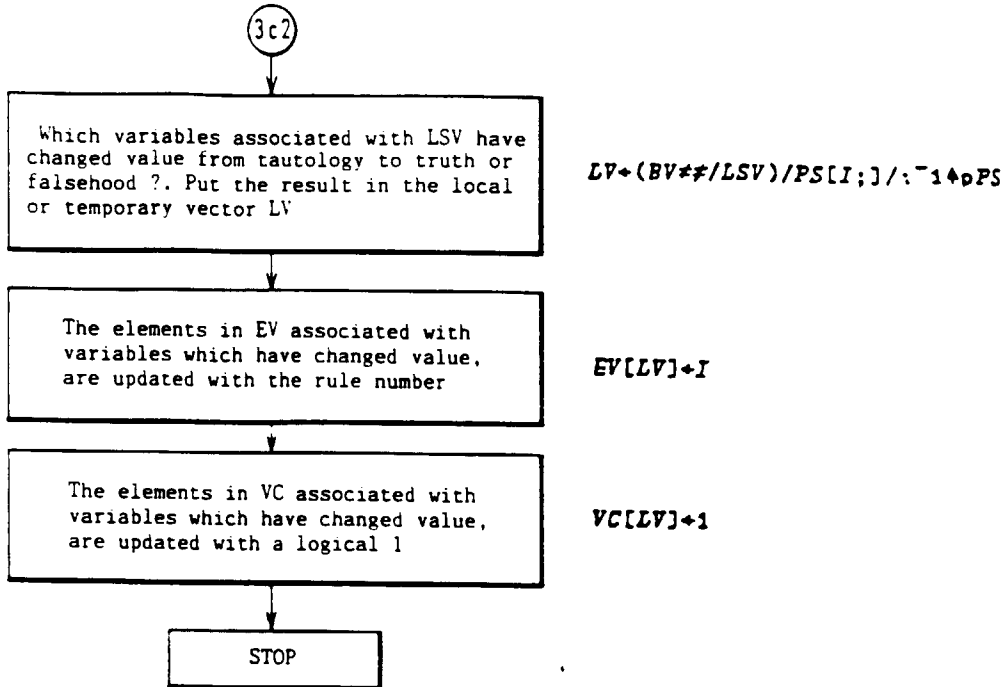 3c2
Which variables associated with LSV have
changed value from tautology to truth or
falsehood ?. Put the result in the local
or temporary vector LV
LV←(BV≠≠/LSV)/PS[I;]/⍳¯1↑⍴PS
The elements in EV associated with
variables which have changed value,
are updated with the rule number
EV[LV]←I
The elements in VC associated with
variables which have changed value,
are updated with a logical 1
VC[LV]←1
STOP